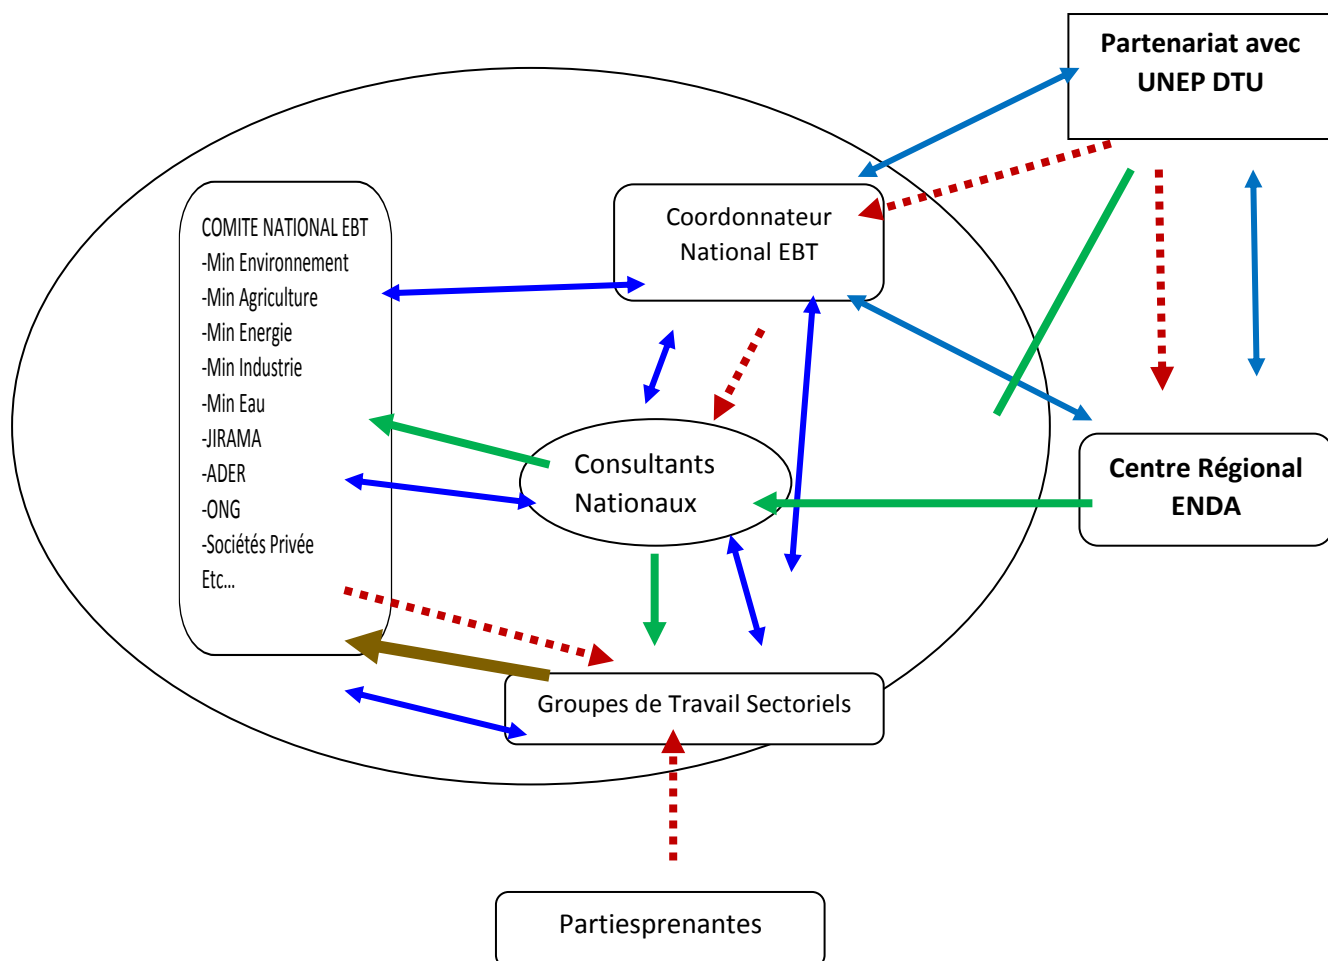 Partenariat avec
UNEP DTU
Coordonnateur
National EBT
COMITE NATIONAL EBT
-Min Environnement
-Min Agriculture
-Min Energie
-Min Industrie
-Min Eau
-JIRAMA
-ADER
-ONG
-Sociétés Privée
Etc...
Consultants
Nationaux
Centre Régional
ENDA
Groupes de Travail Sectoriels
Partiesprenantes